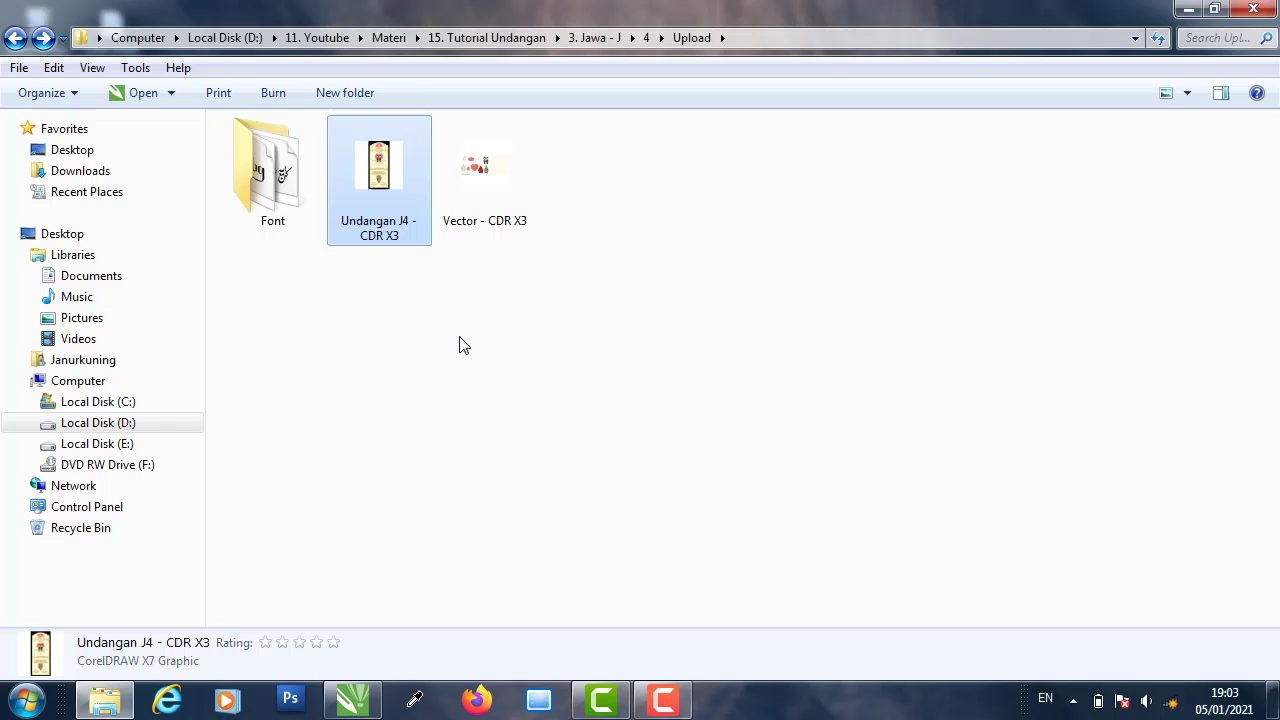 Computer Local Disk (D:) 11. Youtube Materi 15. Tutorial Undangan 3. Jawa - J 4 Upload
Search Upl...
File Edit View Tools Help
Organize Open Print Burn New folder
Favorites
Desktop
Downloads
Recent Places
Desktop
Libraries
Documents
Music
Pictures
Videos
Janurkuning
Computer
Local Disk (C:)
Local Disk (D:)
Local Disk (E:)
DVD RW Drive (F:)
Network
Control Panel
Recycle Bin
Font
Undangan J4 -
CDR X3
Vector - CDR X3
Undangan J4 - CDR X3 Rating:
CorelDRAW X7 Graphic
Ps
EN
19:03
05/01/2021